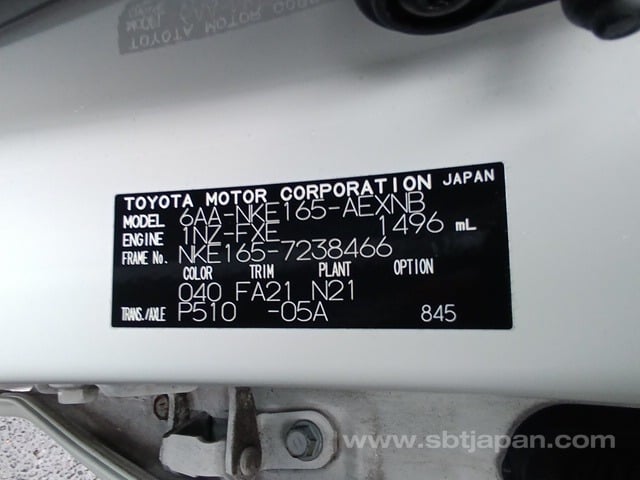 TOYOTA MOTOR CORPORATION JAPAN
MODEL 6AA-NKE165-AEXNB
ENGINE 1NZ-FXE 1496 mL
FRAME No. NKE165-7238466
COLOR TRIM PLANT OPTION
040 FA21 N21
TRANS./AXLE P510 -05A 845
www.sbtjapan.com